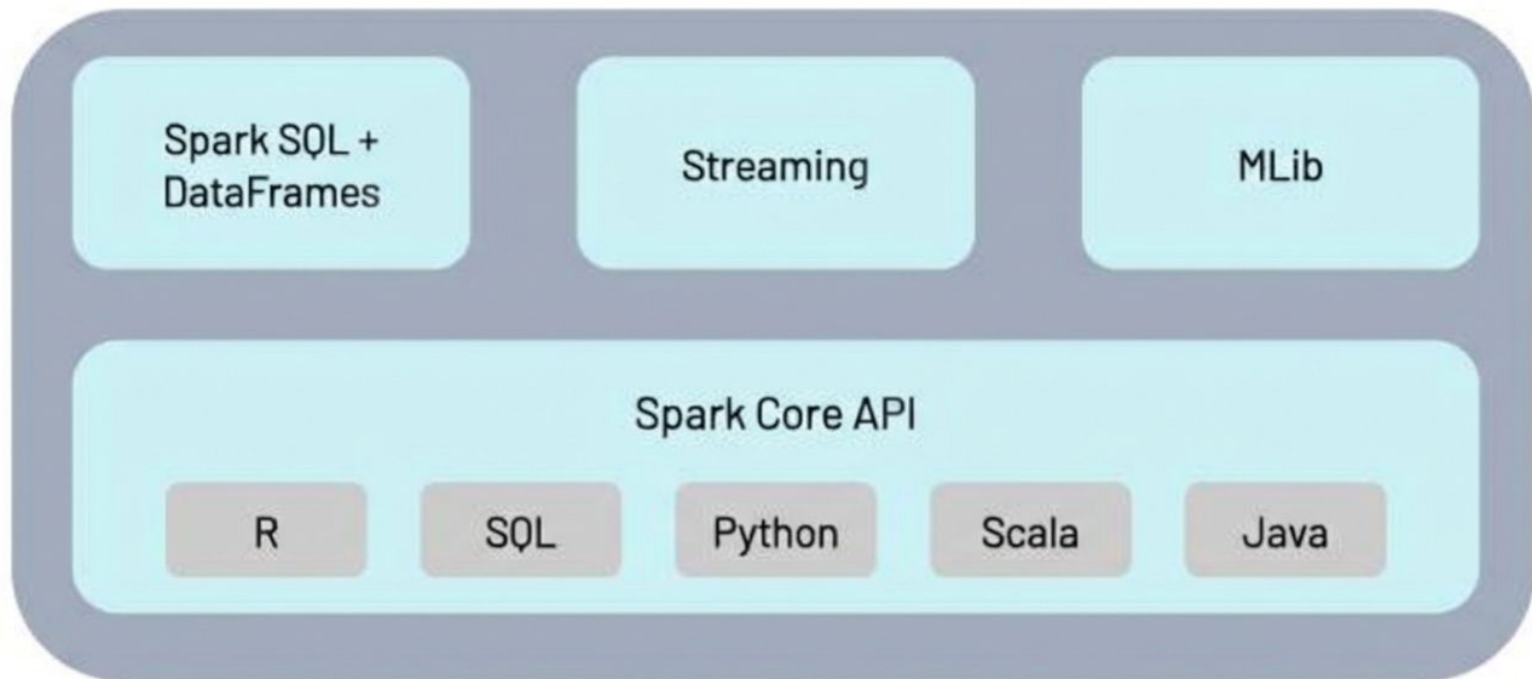 Spark SQL +
DataFrames
Streaming
MLib
Spark Core API
R
SQL
Python
Scala
Java